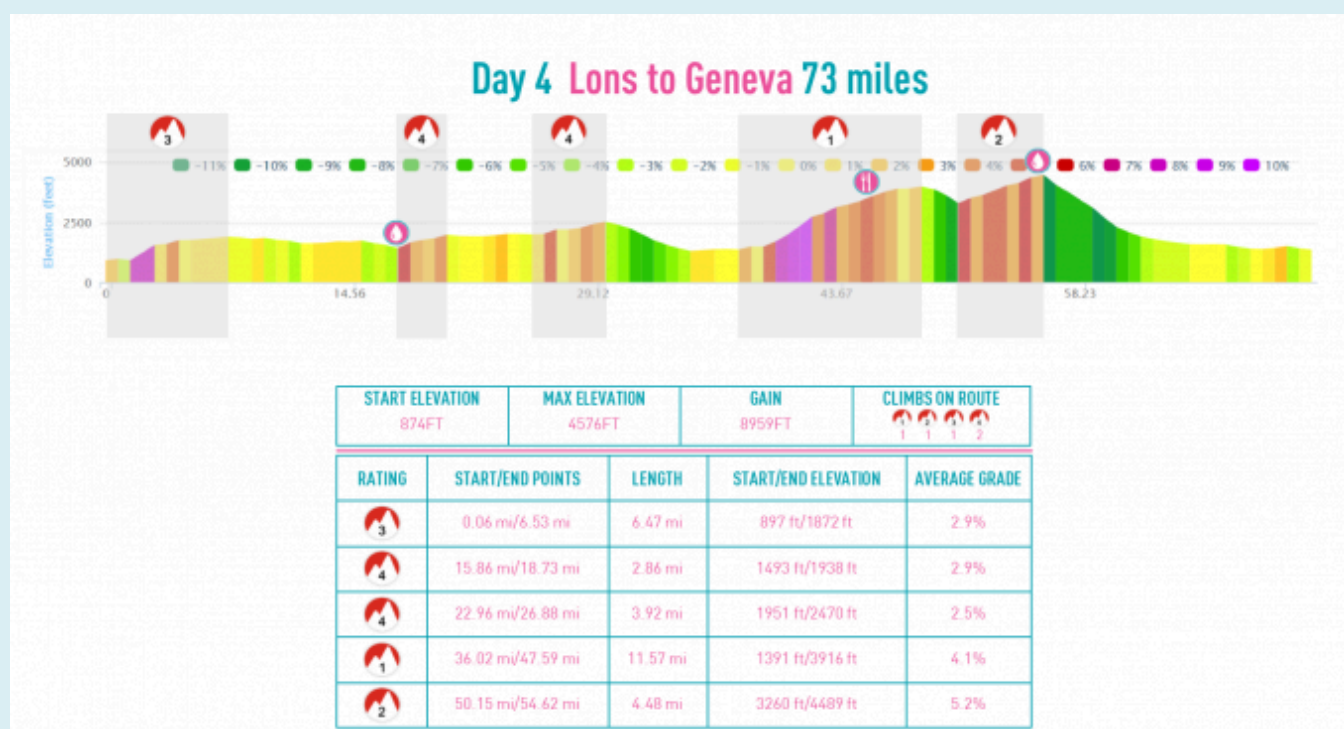 Day 4 Lons to Geneva 73 miles
3 4 4 1 2
5000 -11% -10% -9% -8% -7% -6% -5% -4% -3% -2% -1% 0% 1% 2% 3% 4% 6% 7% 8% 9% 10%
Elevation (feet)
2500
0
0 14.56 29.12 43.67 58.23
START ELEVATION MAX ELEVATION GAIN CLIMBS ON ROUTE
874FT 4576FT 8959FT 1 2 3 4
1 1 1 2
RATING START/END POINTS LENGTH START/END ELEVATION AVERAGE GRADE
3 0.06 mi/6.53 mi 6.47 mi 897 ft/1872 ft 2.9%
4 15.86 mi/18.73 mi 2.86 mi 1493 ft/1938 ft 2.9%
4 22.96 mi/26.88 mi 3.92 mi 1951 ft/2470 ft 2.5%
1 36.02 mi/47.59 mi 11.57 mi 1391 ft/3916 ft 4.1%
2 50.15 mi/54.62 mi 4.48 mi 3260 ft/4489 ft 5.2%